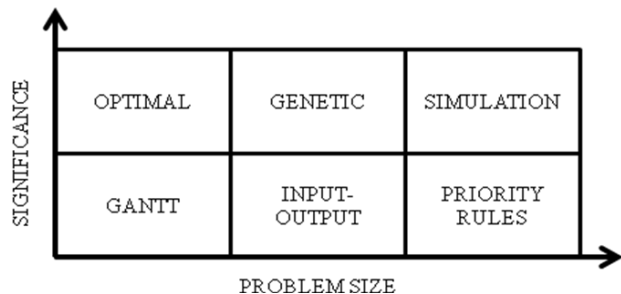 SIGNIFICANCE
OPTIMAL
GENETIC
SIMULATION
GANTT
INPUT-
OUTPUT
PRIORITY
RULES
PROBLEM SIZE